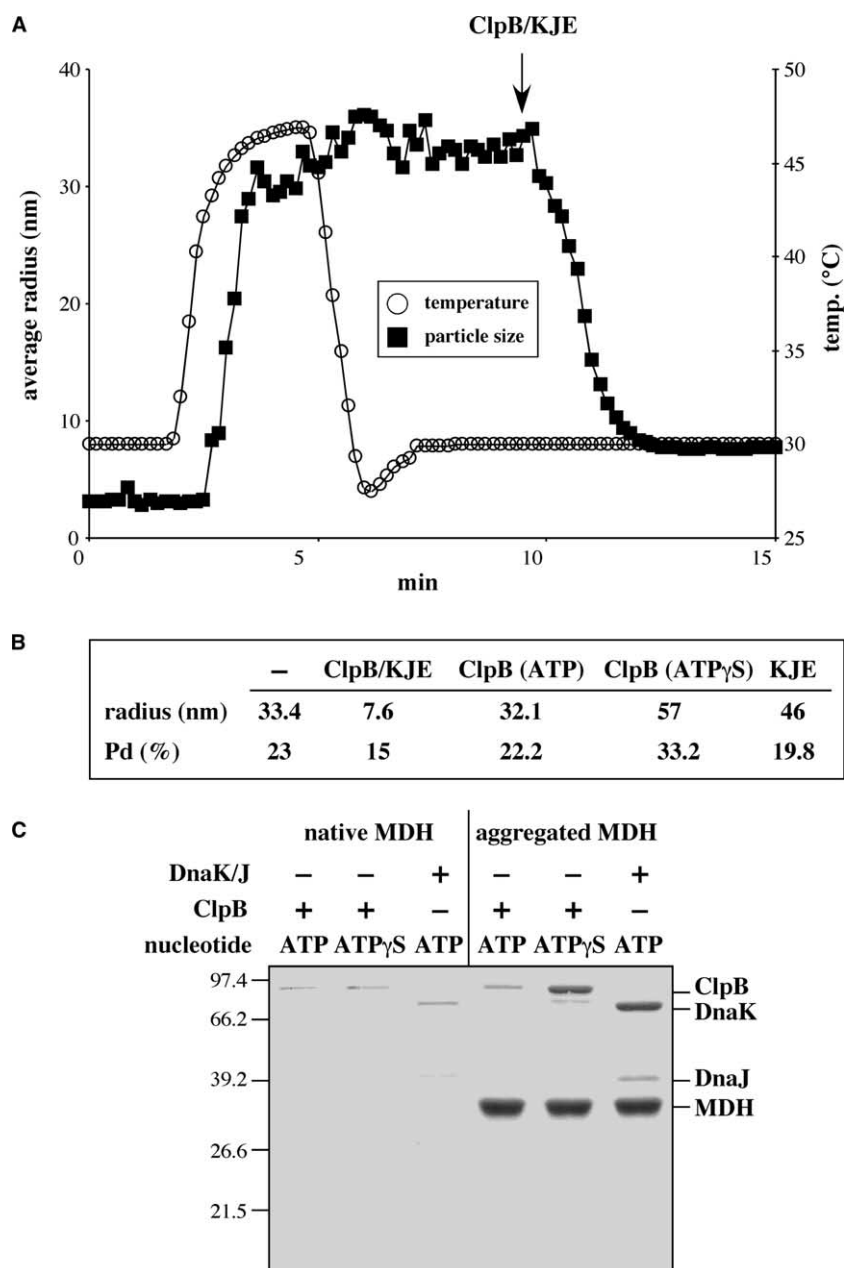 A
ClpB/KJE
40
50
30
45
20
40
35
10
30
0
25
0
5
10
15
average radius (nm)
temp. (°C)
min
temperature
particle size
B
– ClpB/KJE ClpB (ATP) ClpB (ATPγS) KJE
radius (nm) 33.4 7.6 32.1 57 46
Pd (%) 23 15 22.2 33.2 19.8
C
native MDH aggregated MDH
DnaK/J – – + – – +
ClpB + + – + + –
nucleotide ATP ATPγS ATP ATP ATPγS ATP
97.4
ClpB
66.2
DnaK
39.2
DnaJ
MDH
26.6
21.5